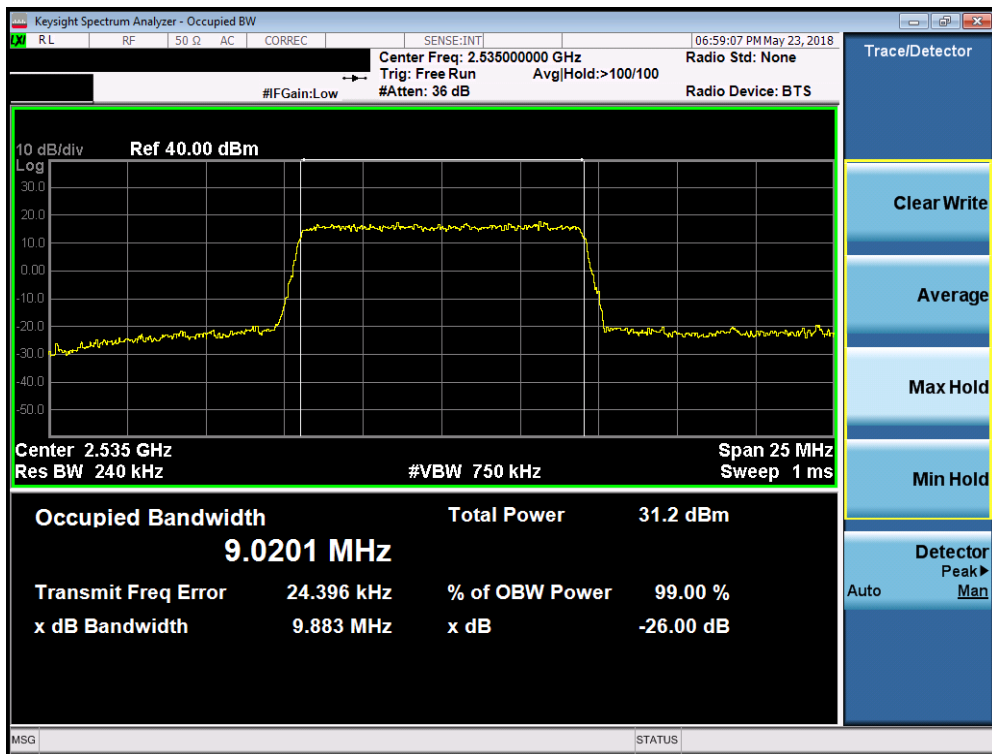 Keysight Spectrum Analyzer - Occupied BW
LXI RL RF 50 Ω AC CORREC SENSE:INT 06:59:07 PM May 23, 2018
Center Freq: 2.535000000 GHz Radio Std: None
Trig: Free Run Avg|Hold:>100/100
#IFGain:Low #Atten: 36 dB Radio Device: BTS
10 dB/div Ref 40.00 dBm
Log
30.0
20.0
10.0
0.00
-10.0
-20.0
-30.0
-40.0
-50.0
Center 2.535 GHz Span 25 MHz
Res BW 240 kHz #VBW 750 kHz Sweep 1 ms
Occupied Bandwidth Total Power 31.2 dBm
9.0201 MHz
Transmit Freq Error 24.396 kHz % of OBW Power 99.00 %
x dB Bandwidth 9.883 MHz x dB -26.00 dB
MSG STATUS
Trace/Detector
Clear Write
Average
Max Hold
Min Hold
Detector
Peak▶
Auto Man